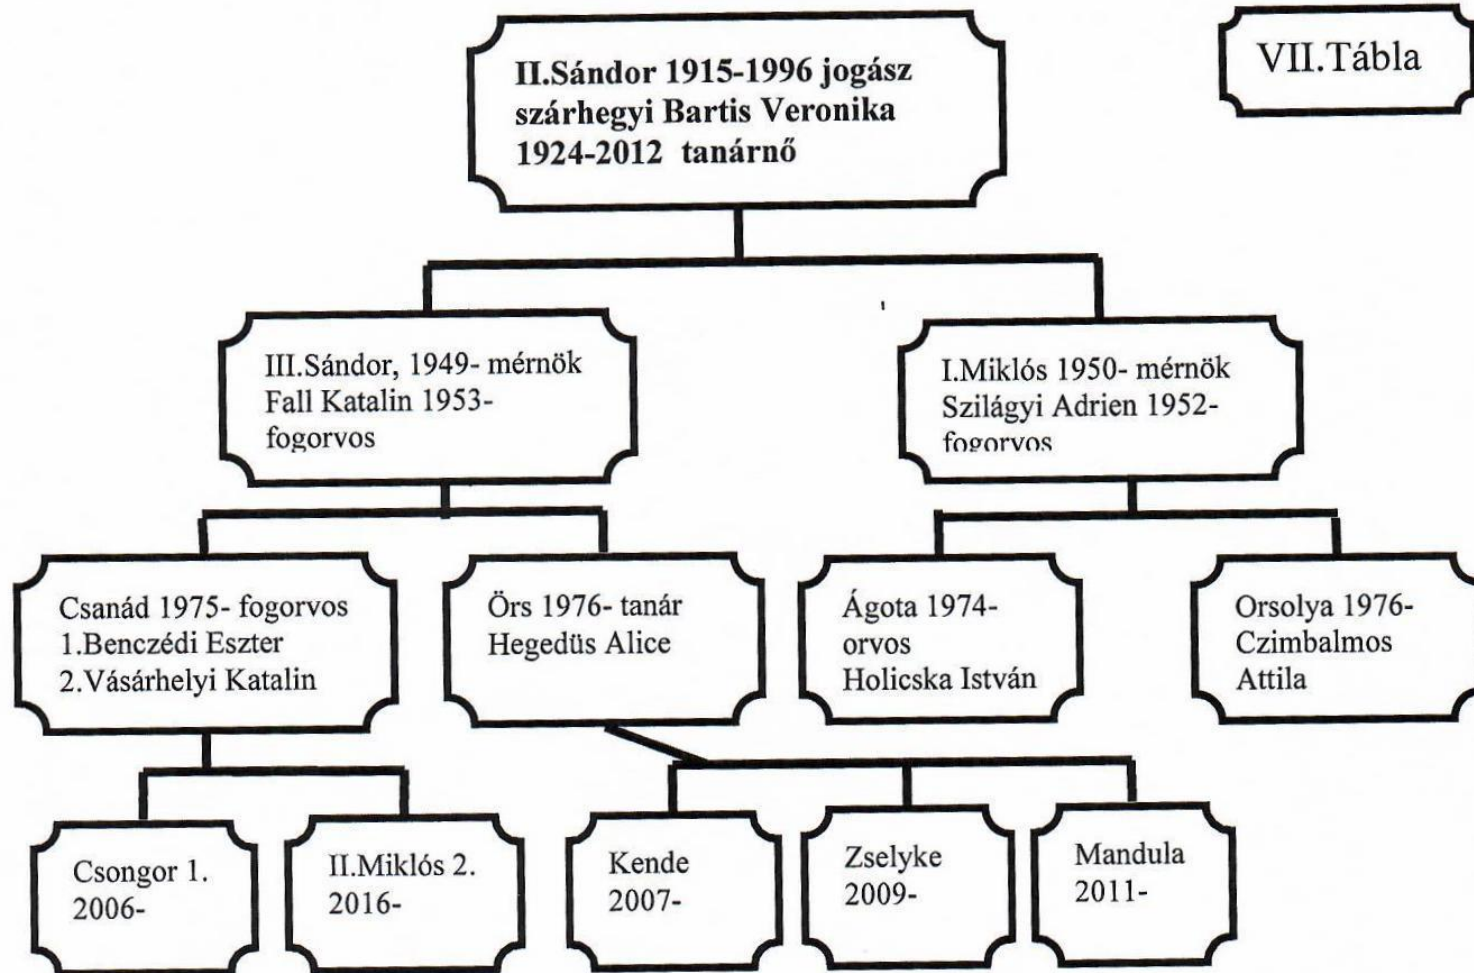 II.Sándor 1915-1996 jogász
szárhegyi Bartis Veronika
1924-2012 tanárnő
VII.Tábla
III.Sándor, 1949- mérnök
Fall Katalin 1953-
fogorvos
I.Miklós 1950- mérnök
Szilágyi Adrien 1952-
fogorvos
Csanád 1975- fogorvos
1.Benczédi Eszter
2.Vásárhelyi Katalin
Örs 1976- tanár
Hegedüs Alice
Ágota 1974-
orvos
Holicska István
Orsolya 1976-
Czimbalmos
Attila
Csongor 1.
2006-
II.Miklós 2.
2016-
Kende
2007-
Zselyke
2009-
Mandula
2011-